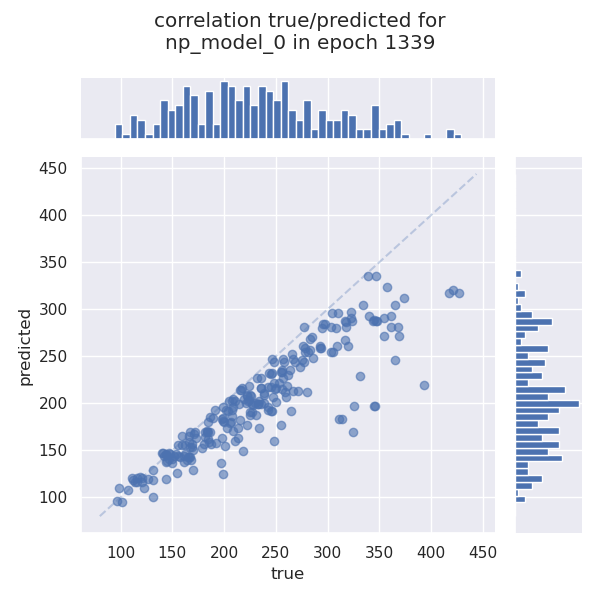 correlation true/predicted for
np_model_0 in epoch 1339
450
400
350
300
250
200
150
100
predicted
100 150 200 250 300 350 400 450
true